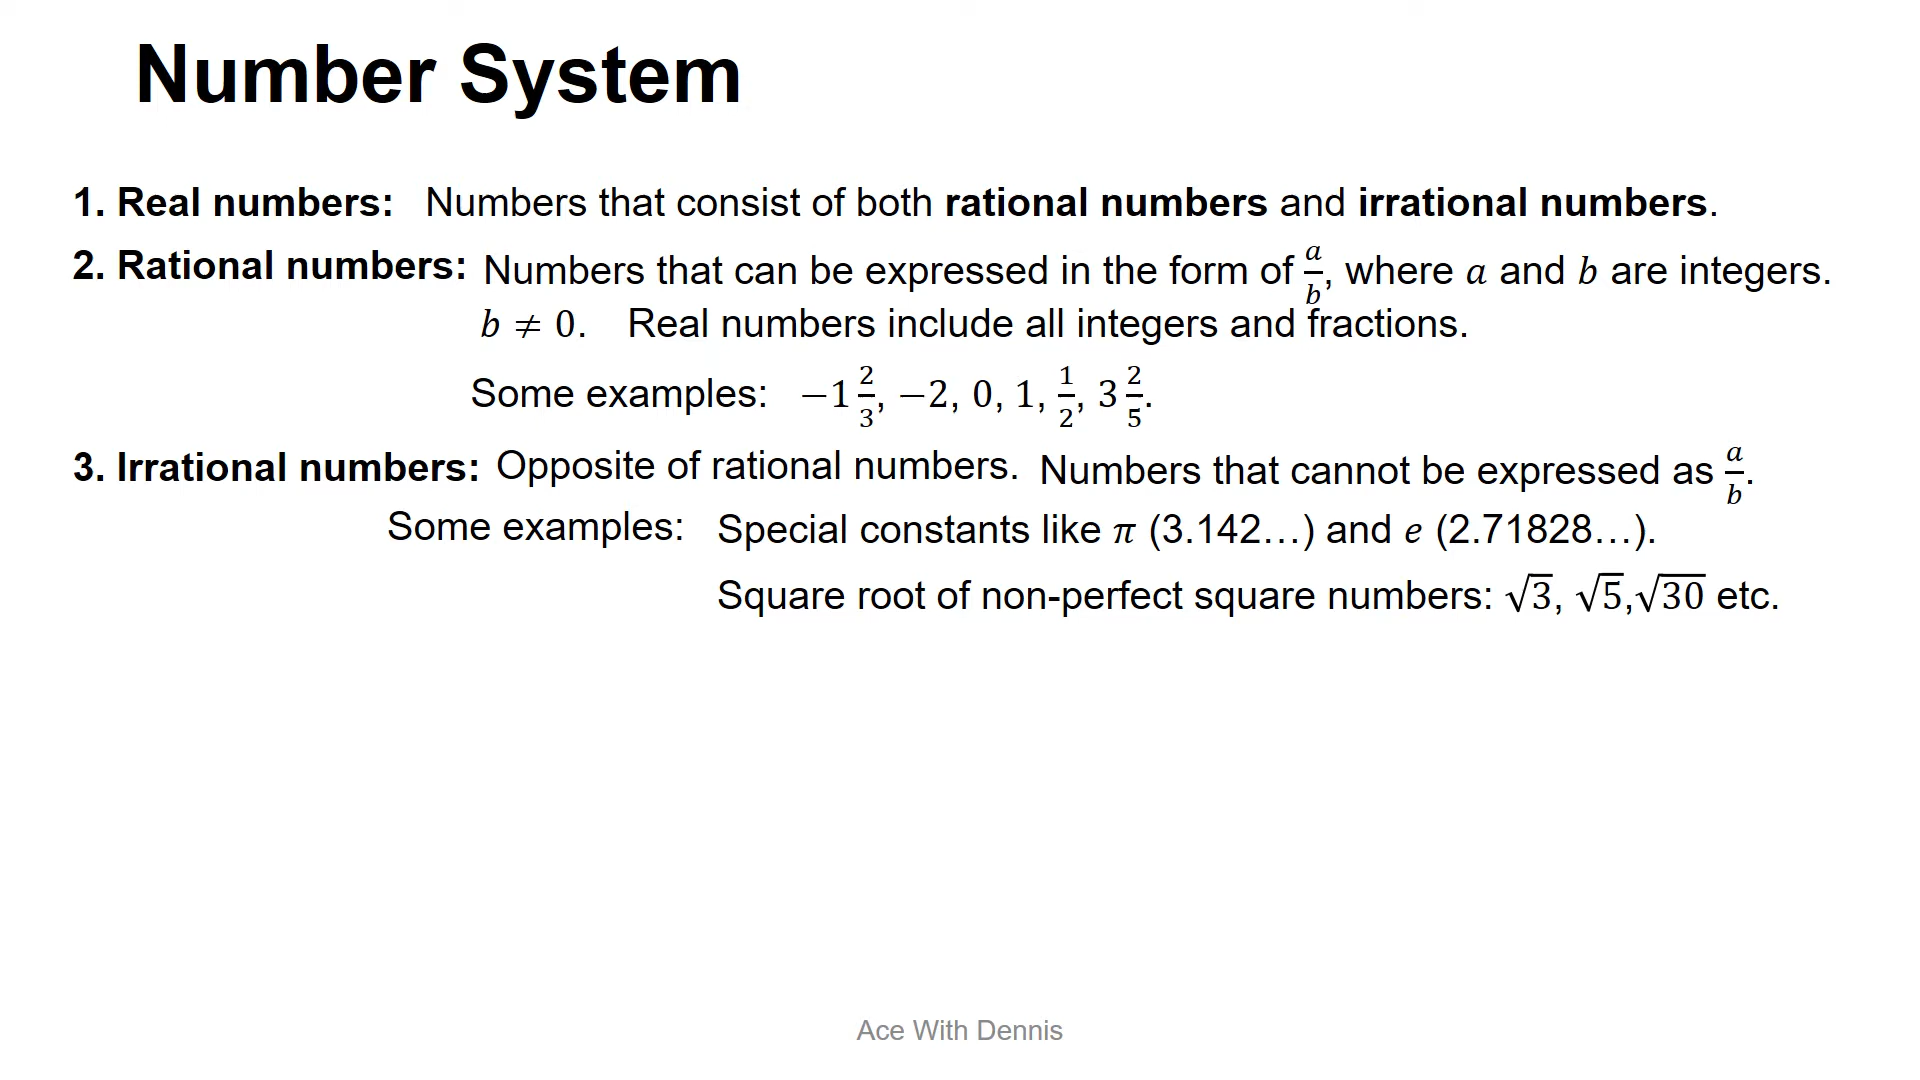 Number System
1. Real numbers: Numbers that consist of both rational numbers and irrational numbers.
2. Rational numbers: Numbers that can be expressed in the form of a/b, where a and b are integers.
b ≠ 0. Real numbers include all integers and fractions.
Some examples: −1 2/3, −2, 0, 1, 1/2, 3 2/5.
3. Irrational numbers: Opposite of rational numbers. Numbers that cannot be expressed as a/b.
Some examples: Special constants like π (3.142…) and e (2.71828…).
Square root of non-perfect square numbers: √3, √5,√30 etc.
Ace With Dennis